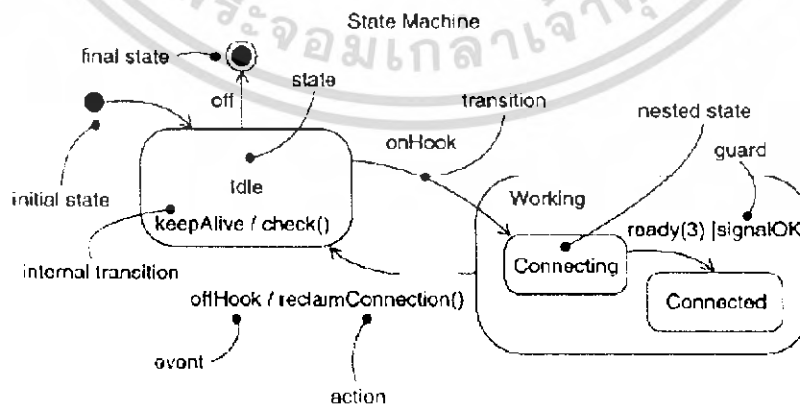 State Machine
final state
state
off
transition
nested state
onHook
guard
initial state
Idle
Working
keepAlive / check()
ready(3) [signalOK
internal transition
Connecting
offHook / reclaimConnection()
Connected
event
action